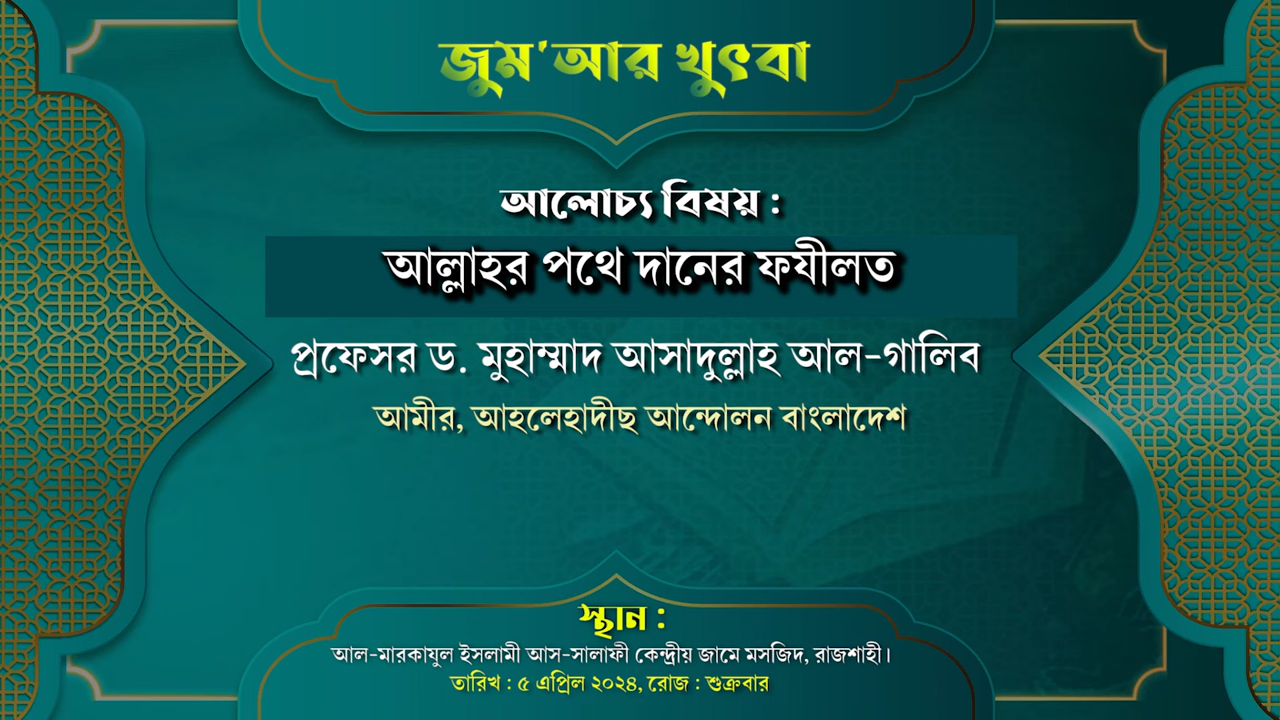 জুম'আর খুৎবা
আলোচ্য বিষয় :
আল্লাহর পথে দানের ফযীলত
প্রফেসর ড. মুহাম্মাদ আসাদুল্লাহ আল-গালিব
আমীর, আহলেহাদীছ আন্দোলন বাংলাদেশ
স্থান :
আল-মারকাযুল ইসলামী আস-সালাফী কেন্দ্রীয় জামে মসজিদ, রাজশাহী।
তারিখ : ৫ এপ্রিল ২০২৪, রোজ : শুক্রবার